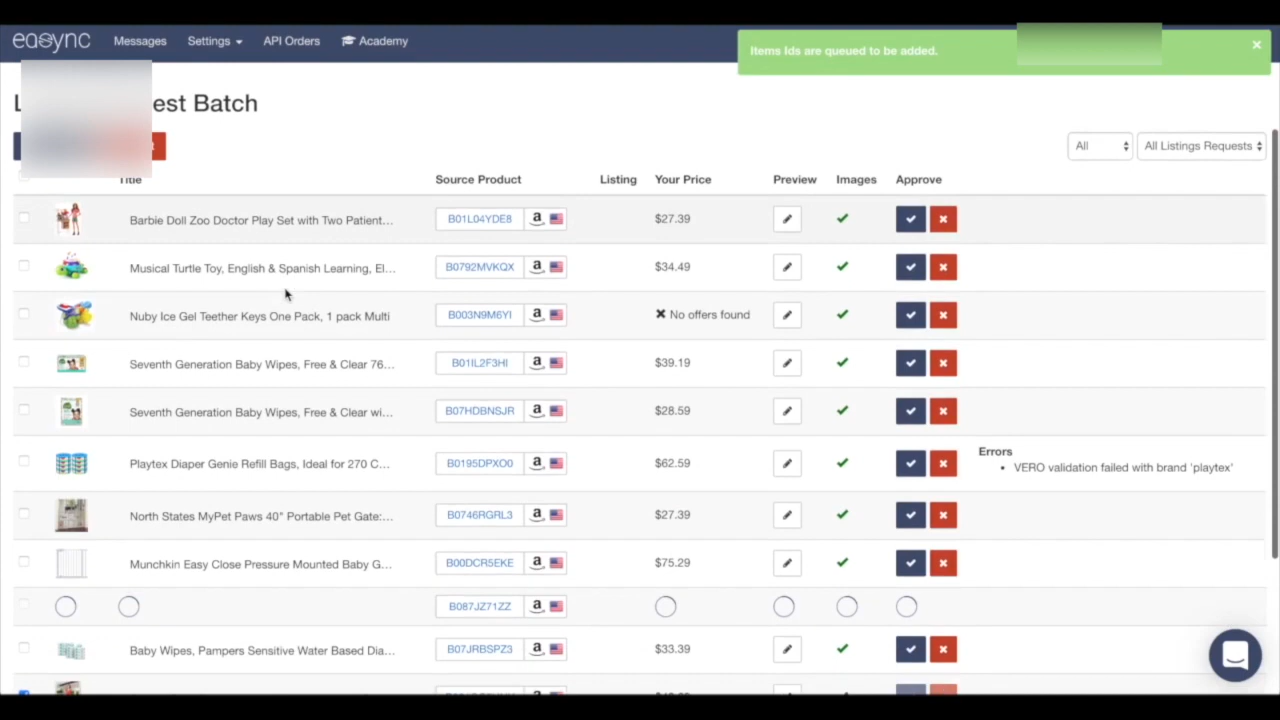 easync Messages Settings API Orders Academy
Items Ids are queued to be added.
est Batch
All All Listings Requests
Title Source Product Listing Your Price Preview Images Approve
Barbie Doll Zoo Doctor Play Set with Two Patient... B01L04YDE8 $27.39
Musical Turtle Toy, English & Spanish Learning, El... B0792MVKQX $34.49
Nuby Ice Gel Teether Keys One Pack, 1 pack Multi B003N9M6YI No offers found
Seventh Generation Baby Wipes, Free & Clear 76... B01IL2F3HI $39.19
Seventh Generation Baby Wipes, Free & Clear wi... B07HDBNSJR $28.59
Errors
Playtex Diaper Genie Refill Bags, Ideal for 270 C... B0195DPXO0 $62.59 VERO validation failed with brand 'playtex'
North States MyPet Paws 40" Portable Pet Gate:... B0746RGRL3 $27.39
Munchkin Easy Close Pressure Mounted Baby G... B00DCR5EKE $75.29
B087JZ71ZZ
Baby Wipes, Pampers Sensitive Water Based Dia... B07JRBSPZ3 $33.39